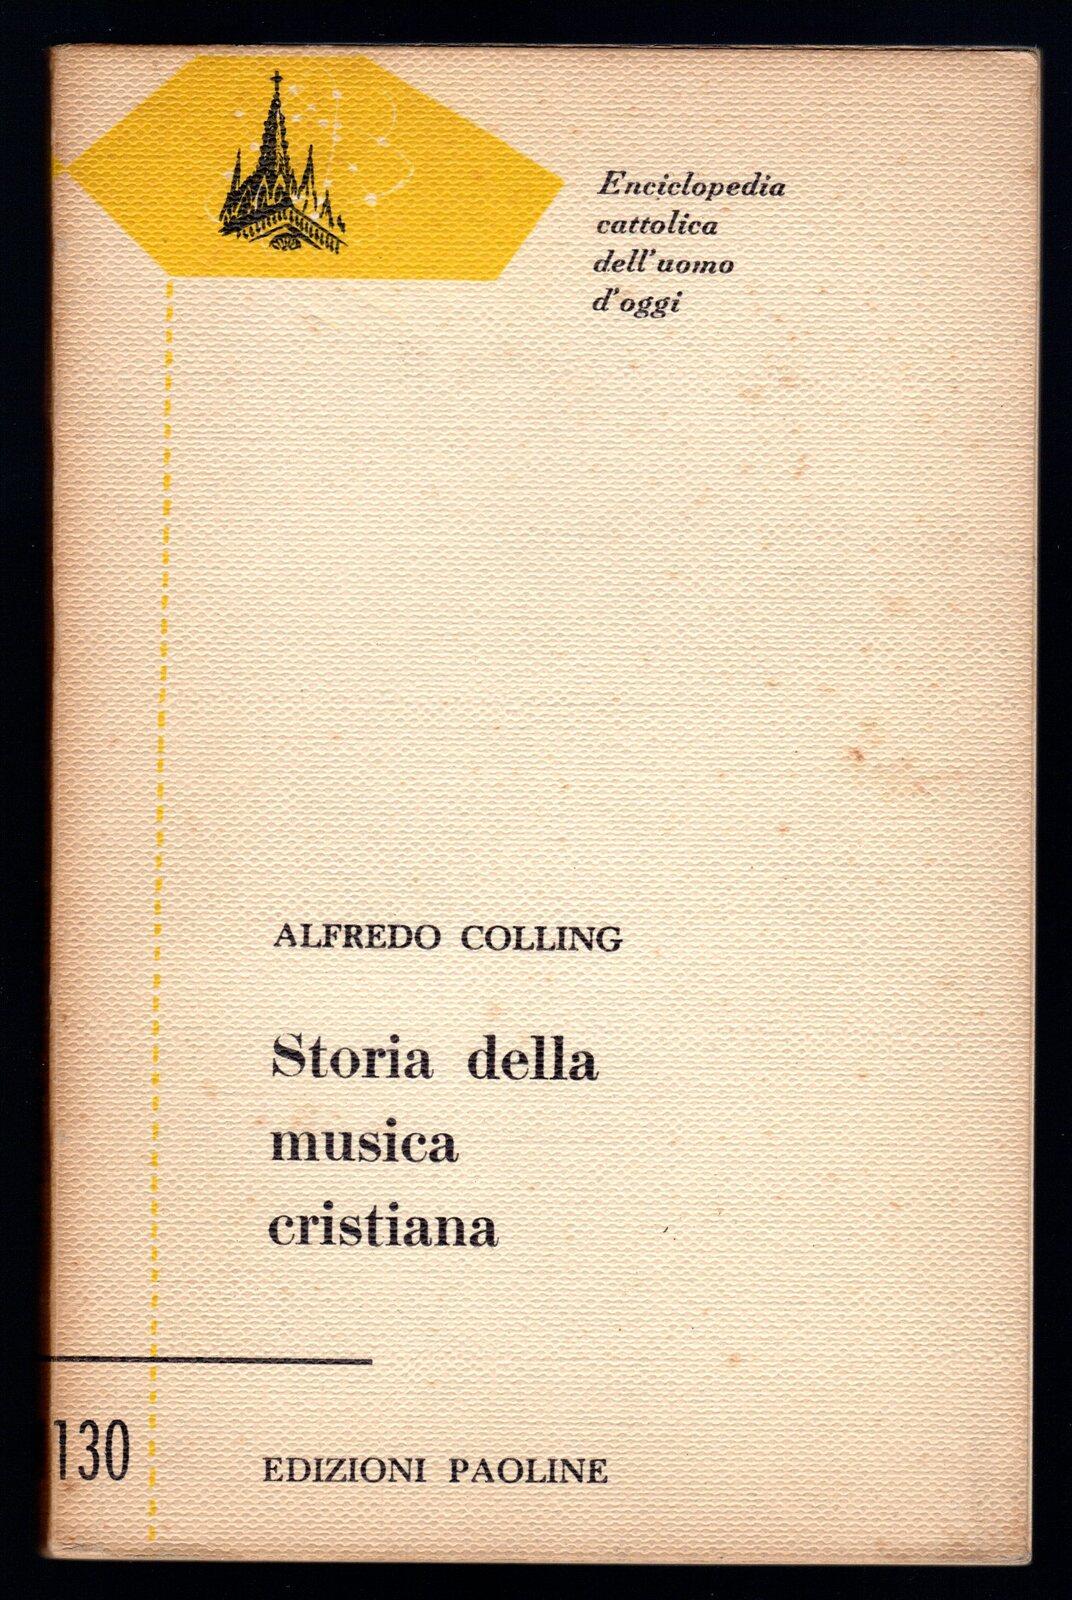 Enciclopedia
cattolica
dell'uomo
d'oggi
ALFREDO COLLING
Storia della
musica
cristiana
130
EDIZIONI PAOLINE